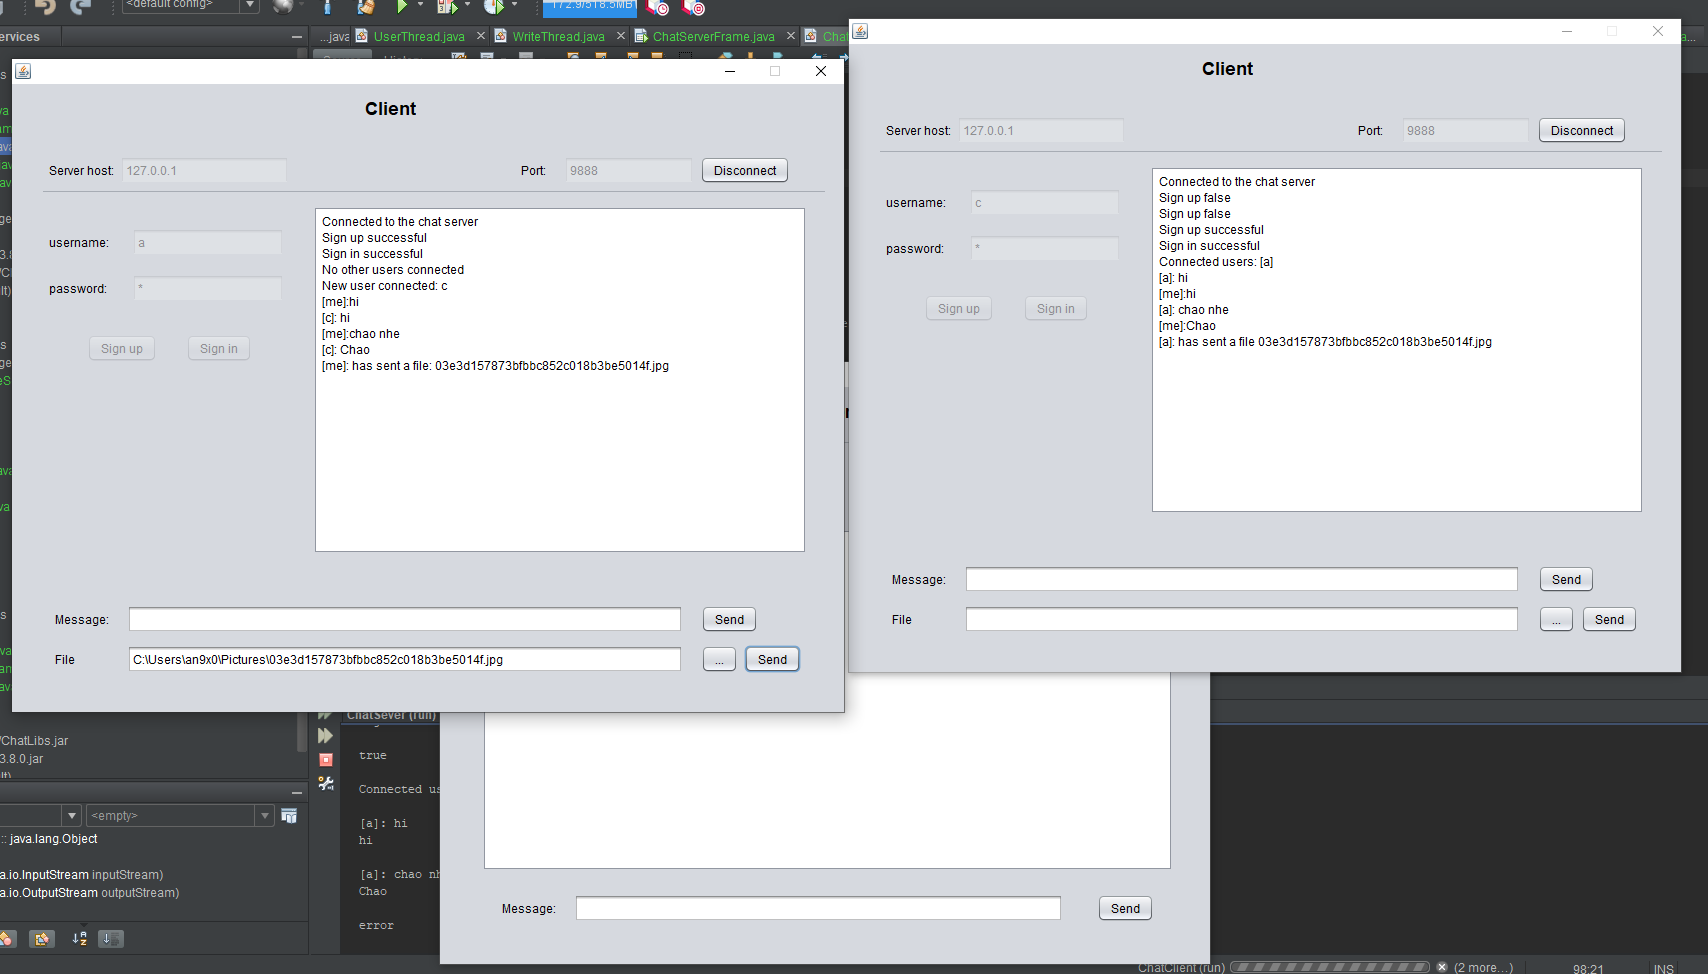 <default config>
172.9/518.5MB
ervices
...java
UserThread.java
WriteThread.java
ChatServerFrame.java
Chat
Client
Server host: 127.0.0.1
Port: 9888
Disconnect
username: a
password: *
Sign up
Sign in
Connected to the chat server
Sign up successful
Sign in successful
No other users connected
New user connected: c
[me]:hi
[c]: hi
[me]:chao nhe
[c]: Chao
[me]: has sent a file: 03e3d157873bfbbc852c018b3be5014f.jpg
Message:
Send
File
C:\Users\an9x0\Pictures\03e3d157873bfbbc852c018b3be5014f.jpg
...
Send
Client
Server host: 127.0.0.1
Port: 9888
Disconnect
username: c
password: *
Sign up
Sign in
Connected to the chat server
Sign up false
Sign up false
Sign up successful
Sign in successful
Connected users: [a]
[a]: hi
[me]:hi
[a]: chao nhe
[me]:Chao
[a]: has sent a file 03e3d157873bfbbc852c018b3be5014f.jpg
Message:
Send
File
...
Send
/ChatLibs.jar
3.8.0.jar
<empty>
:: java.lang.Object
a.io.InputStream inputStream)
a.io.OutputStream outputStream)
ChatSever (run)
true
Connected us
[a]: hi
hi
[a]: chao nh
Chao
error
Message:
Send
ChatClient (run)
(2 more...)
98:21
INS